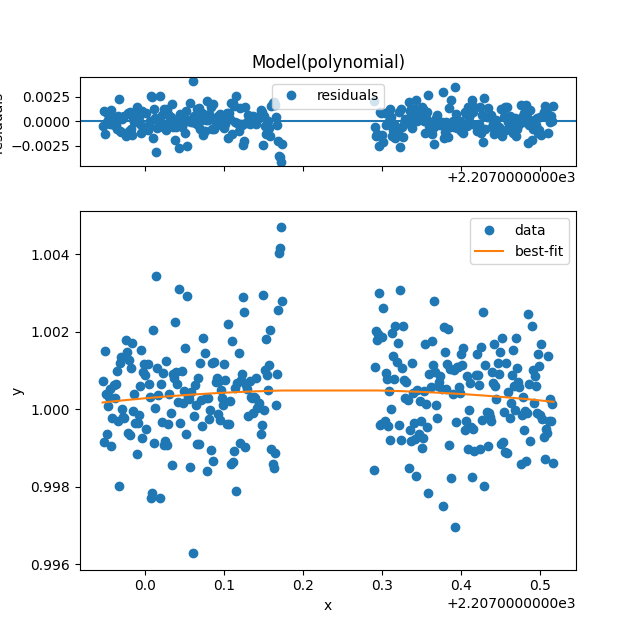 Model(polynomial)
0.0025
0.0000
−0.0025
residuals
+2.2070000000e3
1.004
1.002
1.000
0.998
0.996
y
data
best-fit
0.0 0.1 0.2 0.3 0.4 0.5
x
+2.2070000000e3